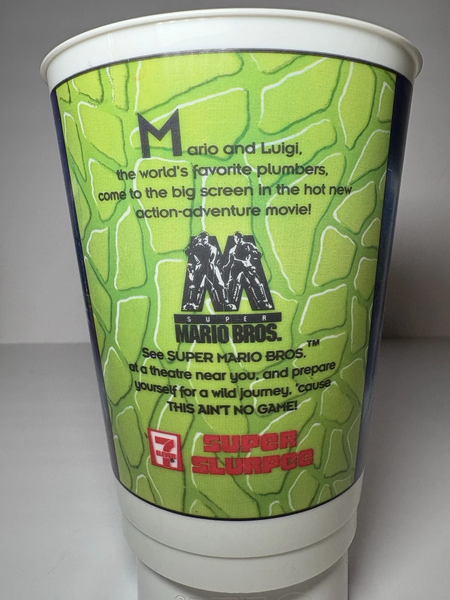 Mario and Luigi,
the world's favorite plumbers,
come to the big screen in the hot new
action-adventure movie!
SUPER
MARIO BROS.
See SUPER MARIO BROS.™
at a theatre near you, and prepare
yourself for a wild journey, 'cause
THIS AIN'T NO GAME!
7 ELEVEN SUPER
SLURPEE